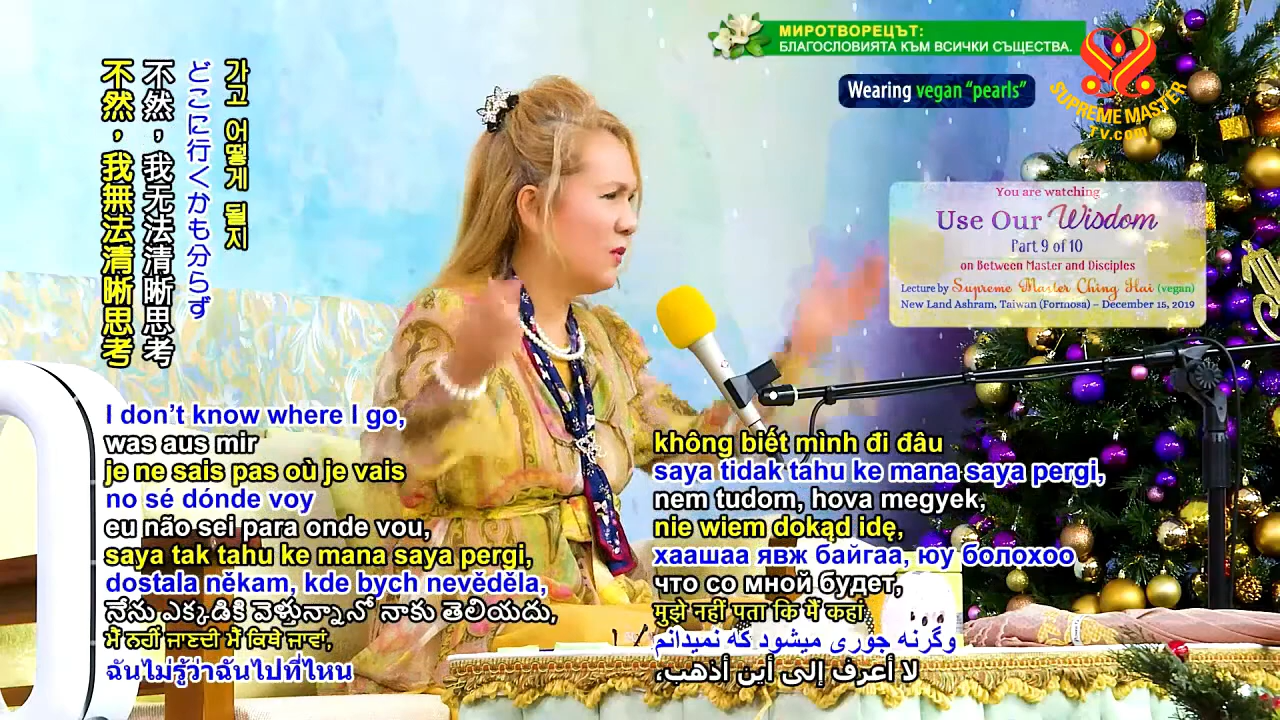 МИРОТВОРЕЦЪТ:
БЛАГОСЛОВИЯТА КЪМ ВСИЧКИ СЪЩЕСТВА.
Wearing vegan “pearls”
SUPREME MASTER
TV.com
You are watching
Use Our Wisdom
Part 9 of 10
on Between Master and Disciples
Lecture by Supreme Master Ching Hai (vegan)
New Land Ashram, Taiwan (Formosa) – December 15, 2019
가고 어떻게 될지
どこに行くかも分らず
不然，我无法清晰思考
不然，我無法清晰思考
I don’t know where I go,
was aus mir
je ne sais pas où je vais
no sé dónde voy
eu não sei para onde vou,
saya tak tahu ke mana saya pergi,
dostala někam, kde bych nevěděla,
నేను ఎక్కడికి వెళ్తున్నానో నాకు తెలియదు,
ਮੈਂ ਨਹੀਂ ਜਾਣਦੀ ਮੈਂ ਕਿਥੇ ਜਾਵਾਂ,
ฉันไม่รู้ว่าฉันไปที่ไหน
không biết mình đi đâu
saya tidak tahu ke mana saya pergi,
nem tudom, hova megyek,
nie wiem dokąd idę,
хаашаа явж байгаа, юу болохоо
что со мной будет,
मुझे नहीं पता कि मैं कहां
وگرنه جوری میشود که نمیدانم
لا أعرف إلى أين أذهب،